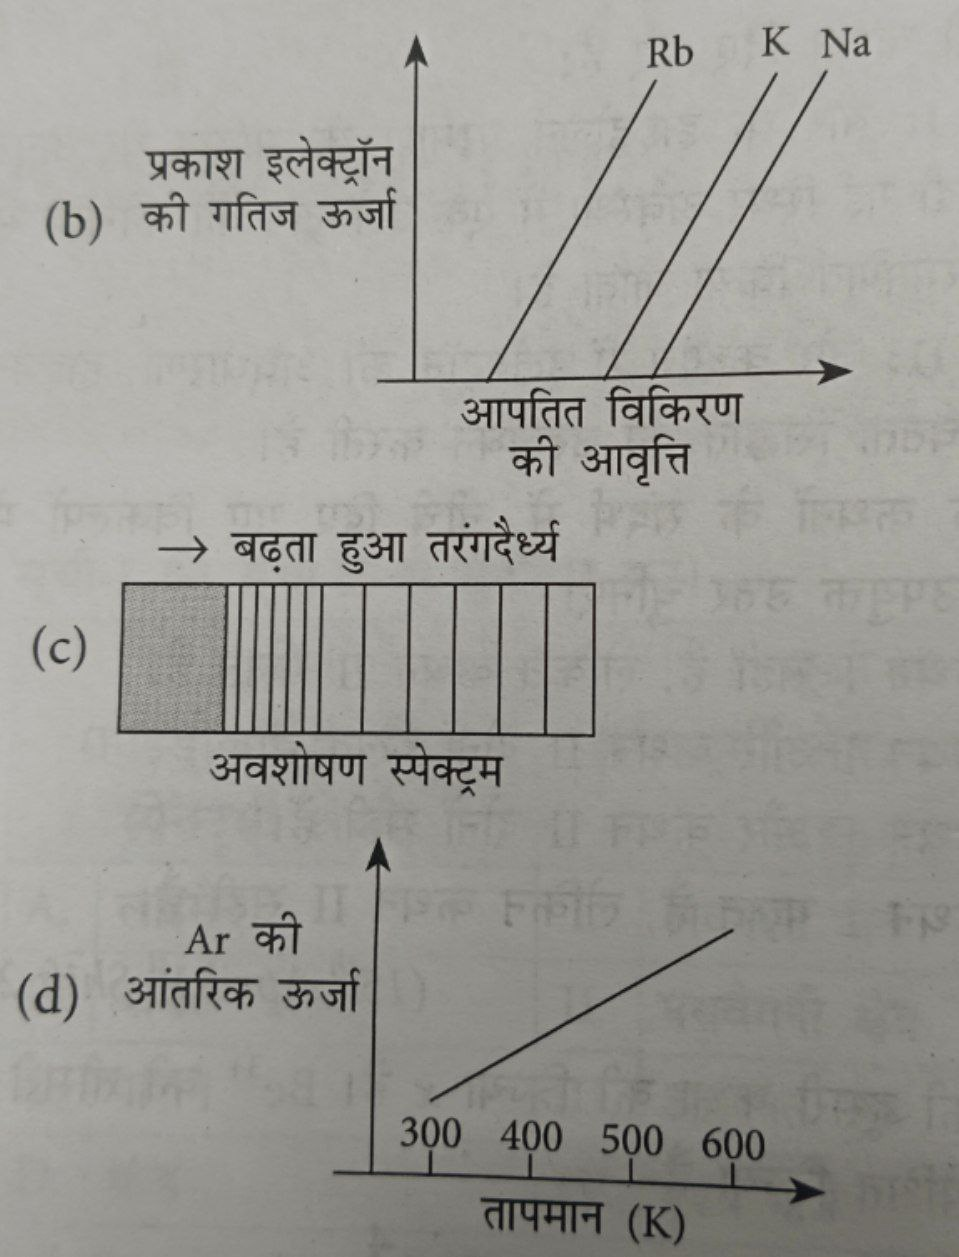 Rb K Na
प्रकाश इलेक्ट्रॉन
(b) की गतिज ऊर्जा
आपतित विकिरण
की आवृत्ति
→ बढ़ता हुआ तरंगदैर्ध्य
(c)
अवशोषण स्पेक्ट्रम
Ar की
(d) आंतरिक ऊर्जा
300 400 500 600
तापमान (K)